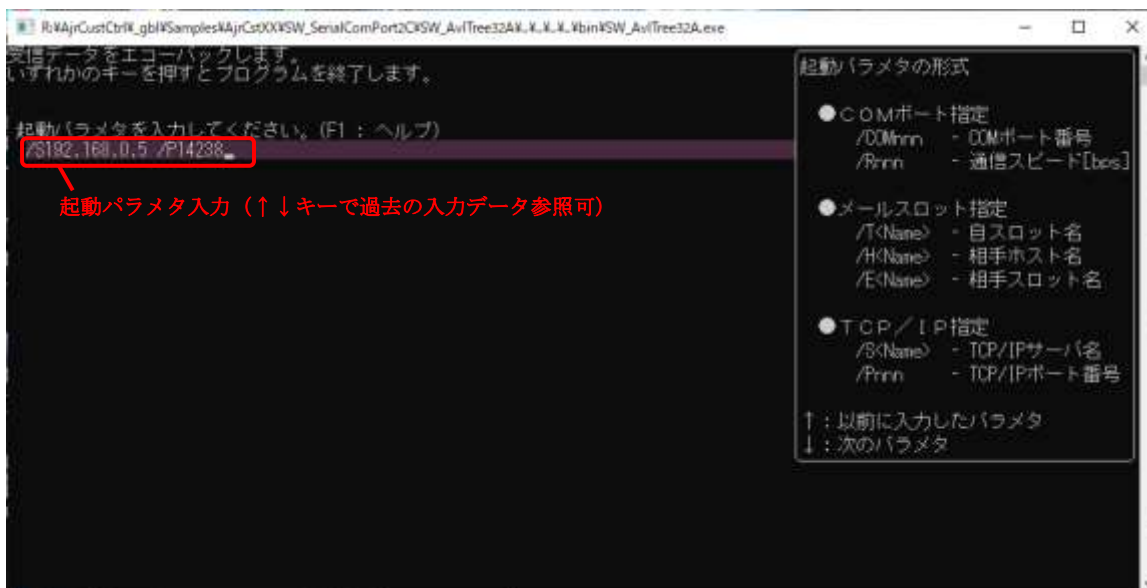 R:¥AjrCustCtrl¥_gbl¥Samples¥AjrCstXX¥SW_SerialComPort2C¥SW_AvlTree32A¥..¥..¥..¥..¥bin¥SW_AvlTree32A.exe
受信データをエコーバックします。
いずれかのキーを押すとプログラムを終了します。
起動パラメタを入力してください。(F1 : ヘルプ)
/S192.168.0.5 /P14238_
起動パラメタ入力（↑↓キーで過去の入力データ参照可）
起動パラメタの形式
●ＣＯＭポート指定
/COMnnn - COMポート番号
/Rnnn - 通信スピード[bps]
●メールスロット指定
/T<Name> - 自スロット名
/H<Name> - 相手ホスト名
/E<Name> - 相手スロット名
●ＴＣＰ／ＩＰ指定
/S<Name> - TCP/IPサーバ名
/Pnnn - TCP/IPポート番号
↑：以前に入力したパラメタ
↓：次のパラメタ